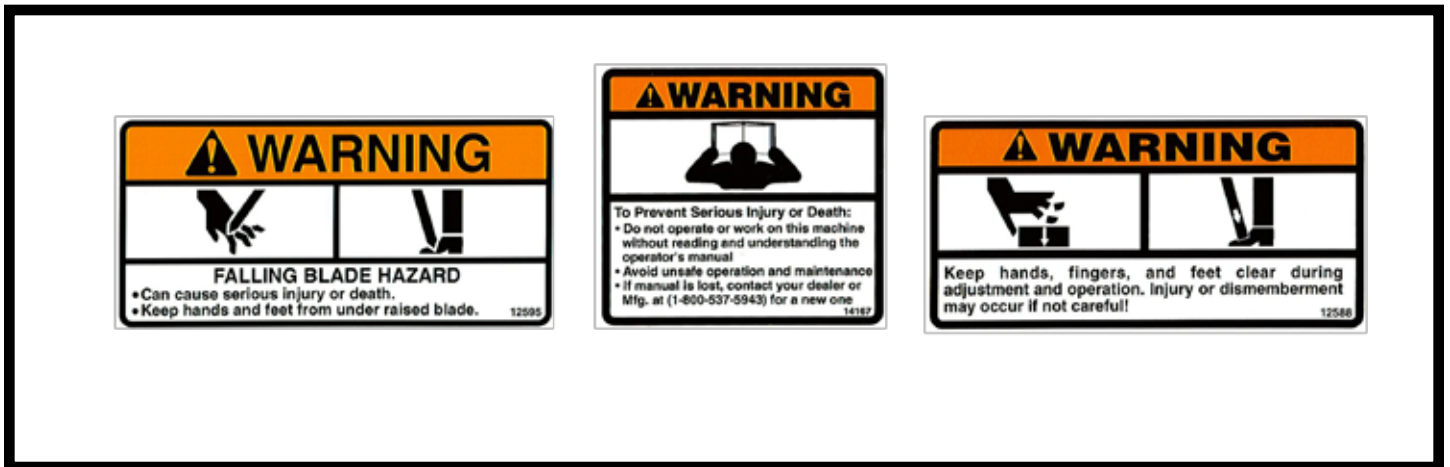 WARNING
FALLING BLADE HAZARD
•Can cause serious injury or death.
•Keep hands and feet from under raised blade.
12595
WARNING
To Prevent Serious Injury or Death:
• Do not operate or work on this machine
without reading and understanding the
operator's manual
• Avoid unsafe operation and maintenance
• If manual is lost, contact your dealer or
Mfg. at (1-800-537-5943) for a new one
14167
WARNING
Keep hands, fingers, and feet clear during
adjustment and operation. Injury or dismemberment
may occur if not careful!
12588